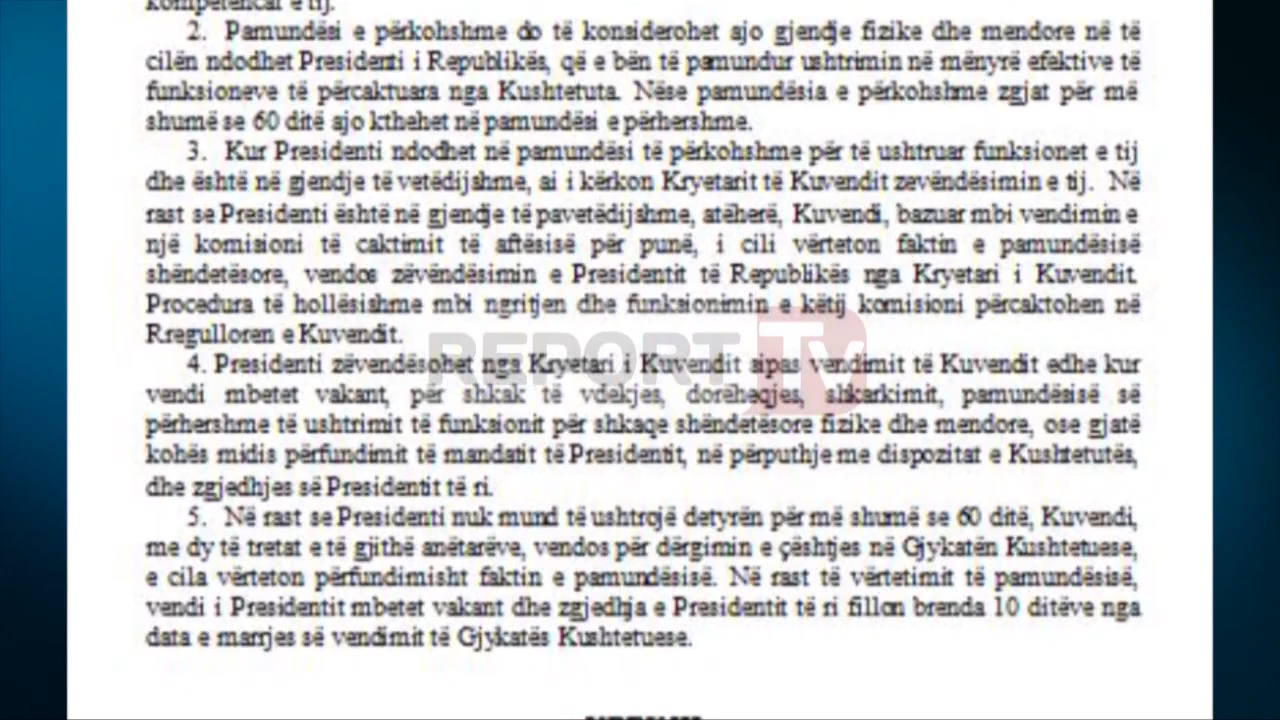 kompetencat e tij.
2. Pamundësi e përkohshme do të konsiderohet ajo gjendje fizike dhe mendore në të
cilën ndodhet Presidenti i Republikës, që e bën të pamundur ushtrimin në mënyrë efektive të
funksioneve të përcaktuara nga Kushtetuta. Nëse pamundësia e përkohshme zgjat për më
shumë se 60 ditë ajo kthehet në pamundësi e përhershme.
3. Kur Presidenti ndodhet në pamundësi të përkohshme për të ushtruar funksionet e tij
dhe është në gjendje të vetëdijshme, ai i kërkon Kryetarit të Kuvendit zevëndësimin e tij. Në
rast se Presidenti është në gjendje të pavetëdijshme, atëherë, Kuvendi, bazuar mbi vendimin e
një komisioni të caktimit të aftësisë për punë, i cili vërteton faktin e pamundësisë
shëndetësore, vendos zëvëndësimin e Presidentit të Republikës nga Kryetari i Kuvendit.
Procedura të hollësishme mbi ngritjen dhe funksionimin e këtij komisioni përcaktohen në
Rregulloren e Kuvendit.
REPORT TV
4. Presidenti zëvendësohet nga Kryetari i Kuvendit sipas vendimit të Kuvendit edhe kur
vendi mbetet vakant, për shkak të vdekjes, dorëheqjes, shkarkimit, pamundësisë së
përhershme të ushtrimit të funksionit për shkaqe shëndetësore fizike dhe mendore, ose gjatë
kohës midis përfundimit të mandatit të Presidentit, në përputhje me dispozitat e Kushtetutës,
dhe zgjedhjes së Presidentit të ri.
5. Në rast se Presidenti nuk mund të ushtrojë detyrën për më shumë se 60 ditë, Kuvendi,
me dy të tretat e të gjithë anëtarëve, vendos për dërgimin e çështjes në Gjykatën Kushtetuese,
e cila vërteton përfundimisht faktin e pamundësisë. Në rast të vërtetimit të pamundësisë,
vendi i Presidentit mbetet vakant dhe zgjedhja e Presidentit të ri fillon brenda 10 ditëve nga
data e marrjes së vendimit të Gjykatës Kushtetuese.